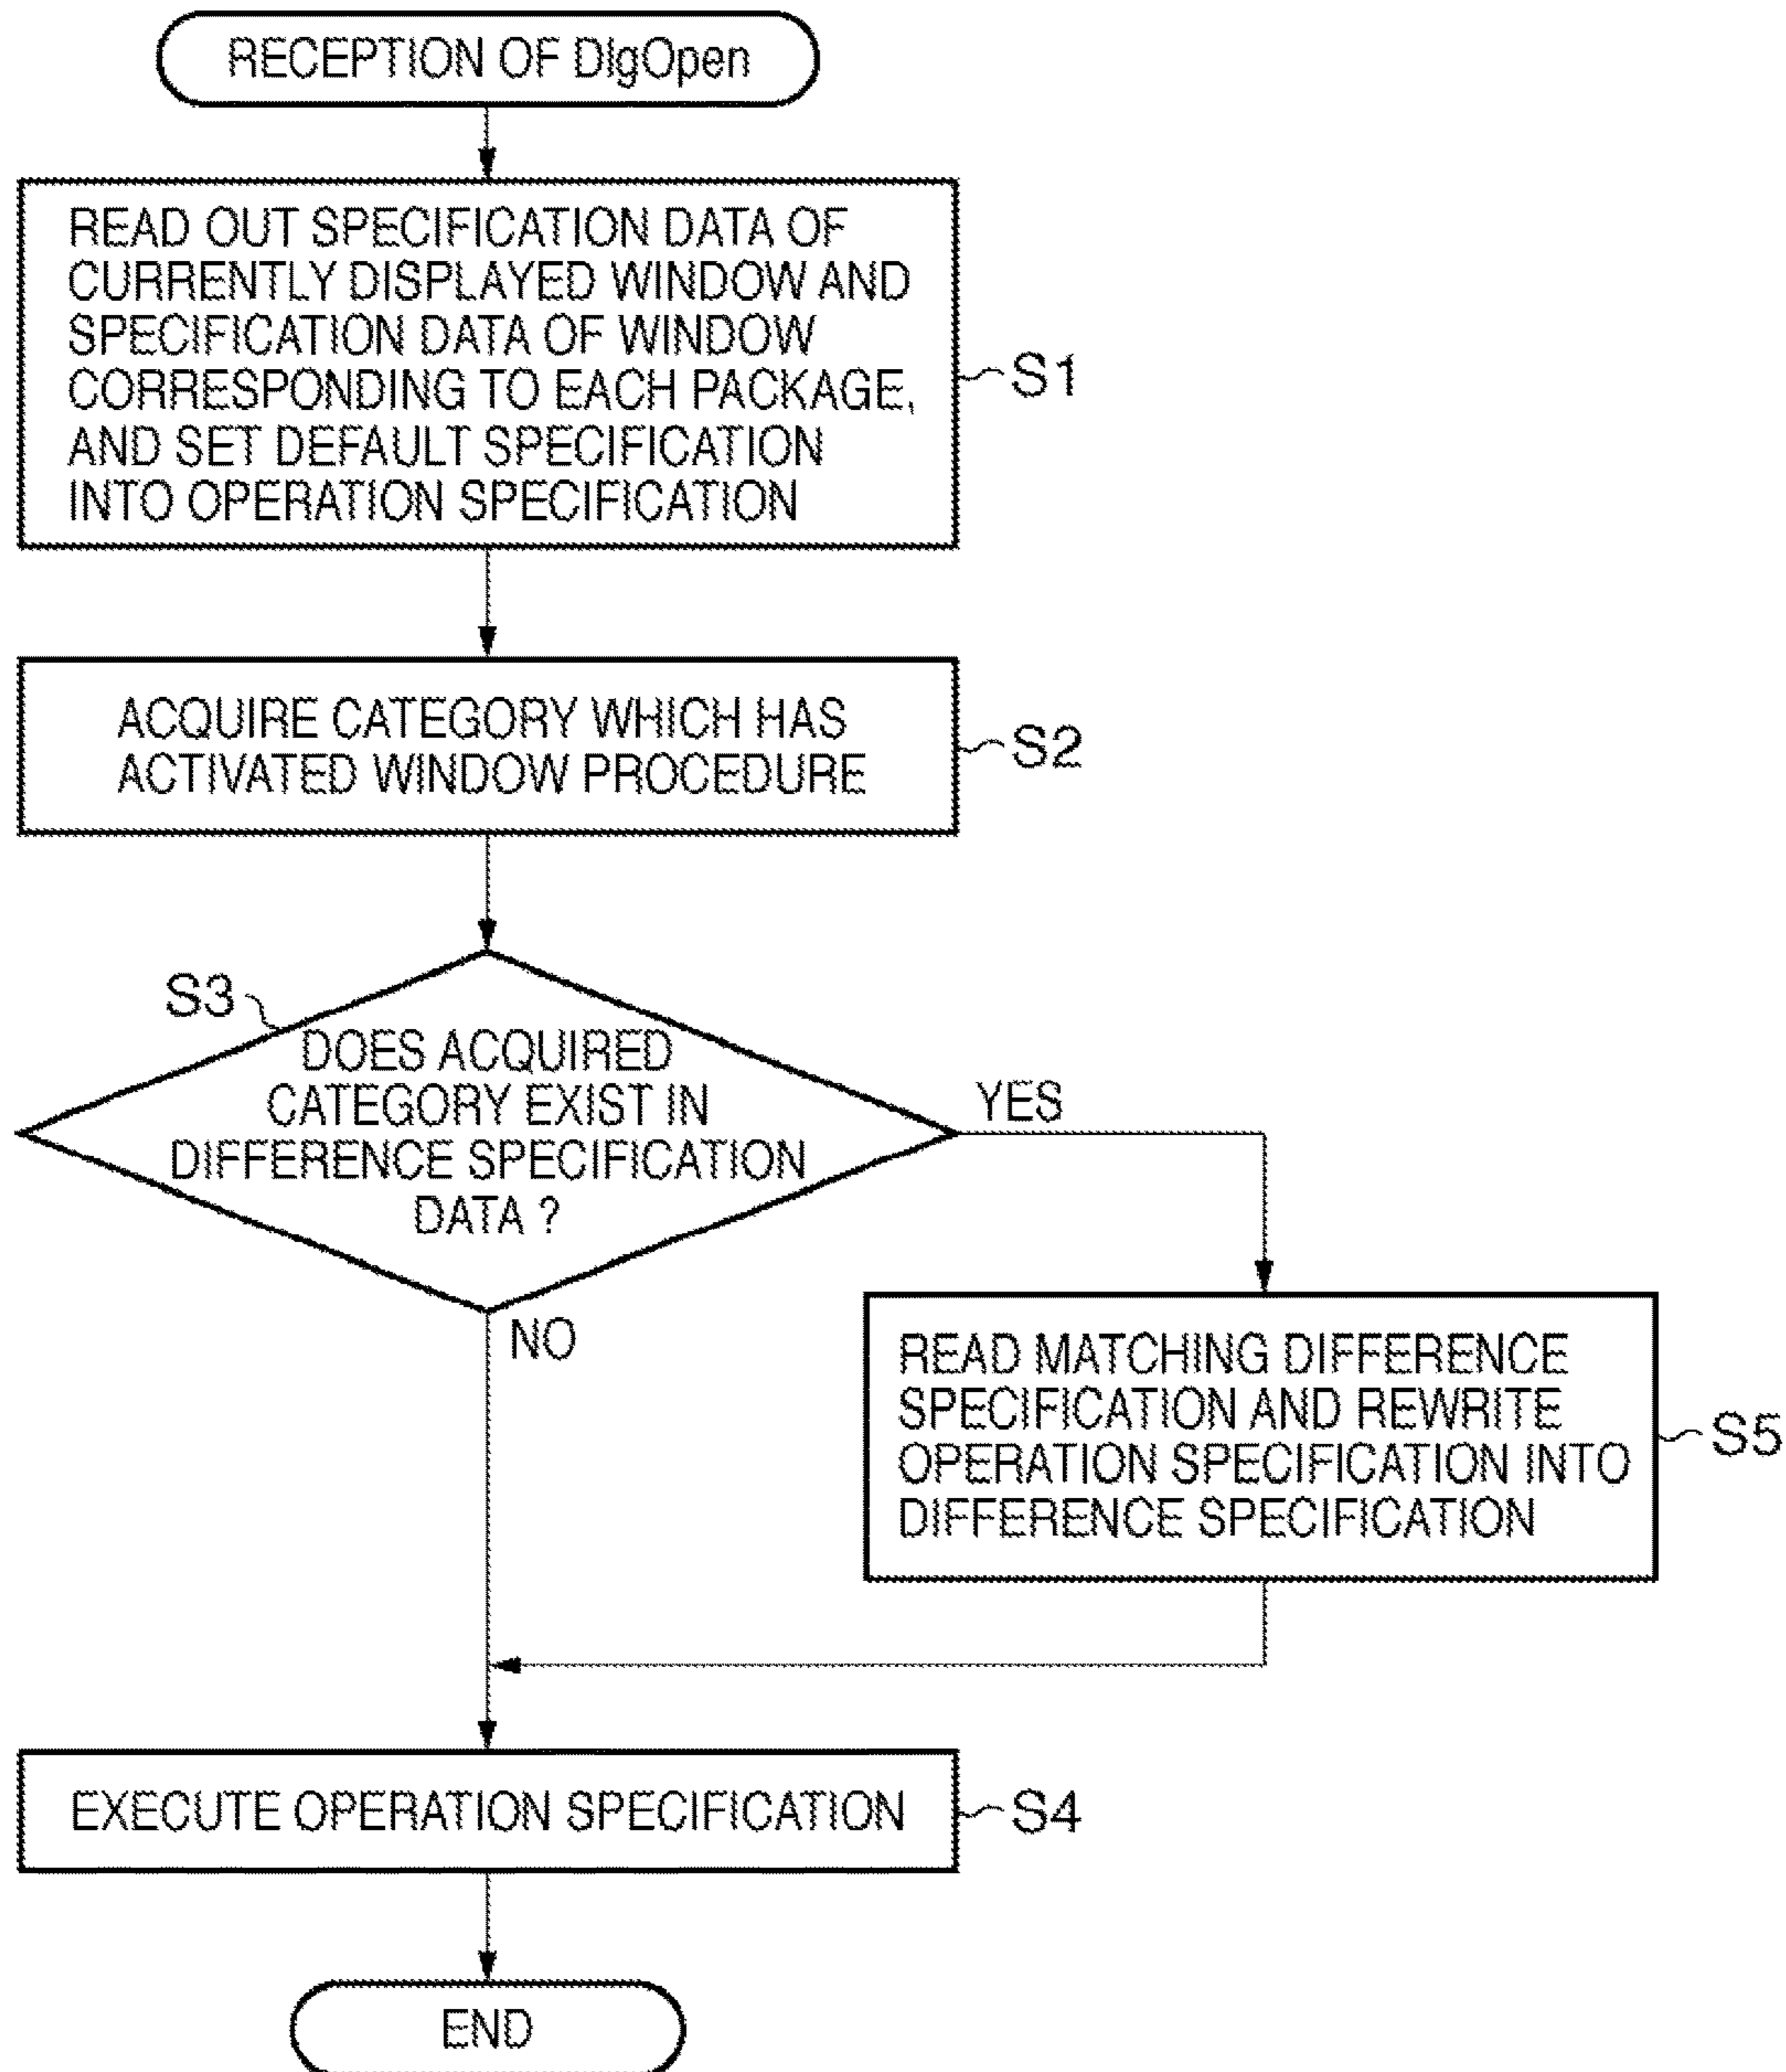 RECEPTION OF DlgOpen
READ OUT SPECIFICATION DATA OF
CURRENTLY DISPLAYED WINDOW AND
SPECIFICATION DATA OF WINDOW
CORRESPONDING TO EACH PACKAGE,
AND SET DEFAULT SPECIFICATION
INTO OPERATION SPECIFICATION
S1
ACQUIRE CATEGORY WHICH HAS
ACTIVATED WINDOW PROCEDURE
S2
S3
DOES ACQUIRED
CATEGORY EXIST IN
DIFFERENCE SPECIFICATION
DATA ?
YES
NO
READ MATCHING DIFFERENCE
SPECIFICATION AND REWRITE
OPERATION SPECIFICATION INTO
DIFFERENCE SPECIFICATION
S5
EXECUTE OPERATION SPECIFICATION
S4
END